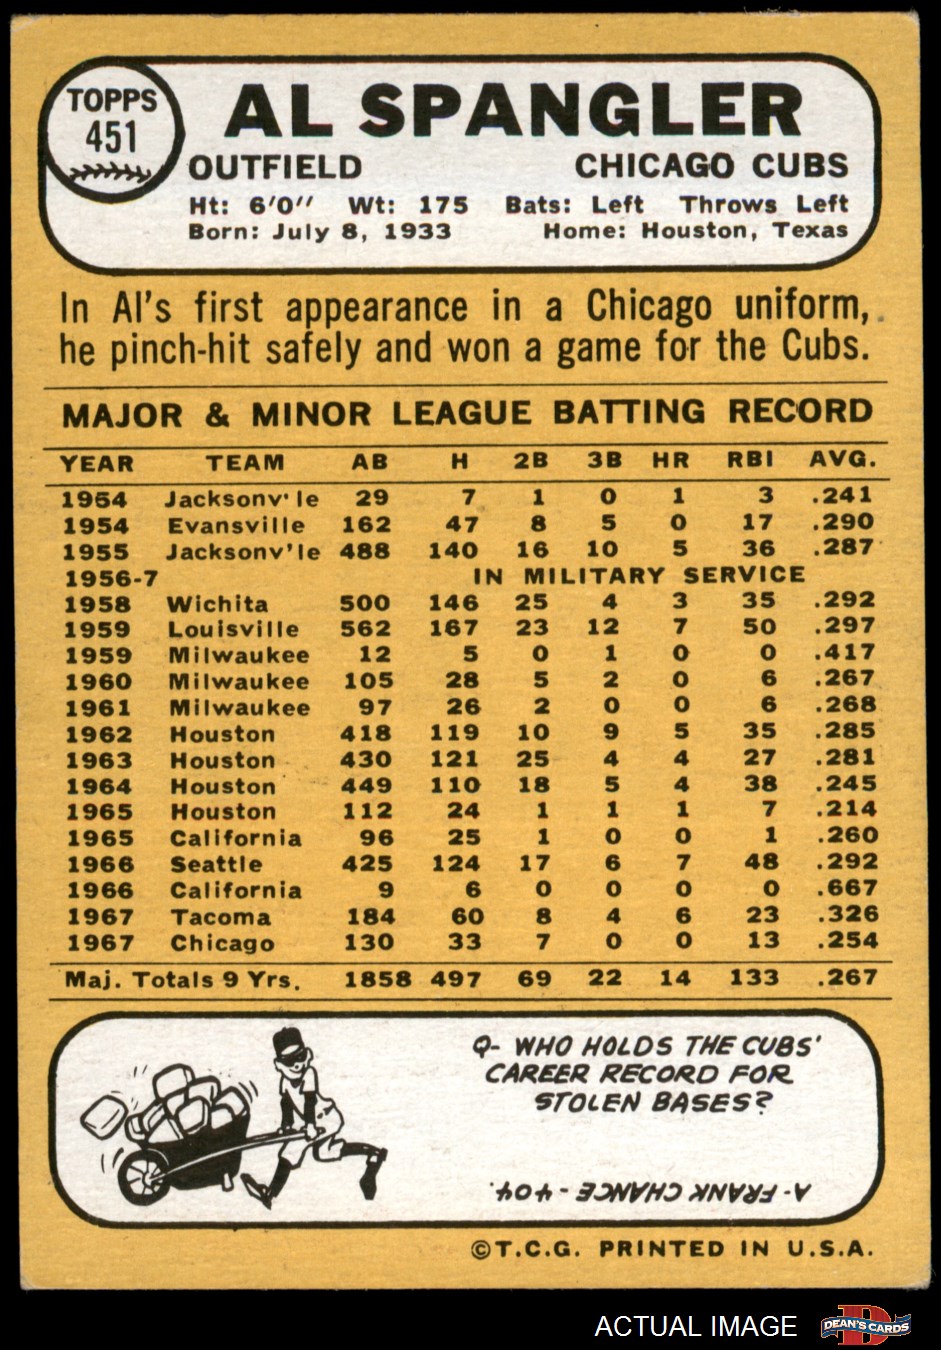 TOPPS
451
AL SPANGLER
OUTFIELD CHICAGO CUBS
Ht: 6'0'' Wt: 175 Bats: Left Throws Left
Born: July 8, 1933 Home: Houston, Texas
In Al's first appearance in a Chicago uniform,
he pinch-hit safely and won a game for the Cubs.
MAJOR & MINOR LEAGUE BATTING RECORD
YEAR TEAM AB H 2B 3B HR RBI AVG.
1954 Jacksonv'le 29 7 1 0 1 3 .241
1954 Evansville 162 47 8 5 0 17 .290
1955 Jacksonv'le 488 140 16 10 5 36 .287
1956-7 IN MILITARY SERVICE
1958 Wichita 500 146 25 4 3 35 .292
1959 Louisville 562 167 23 12 7 50 .297
1959 Milwaukee 12 5 0 1 0 0 .417
1960 Milwaukee 105 28 5 2 0 6 .267
1961 Milwaukee 97 26 2 0 0 6 .268
1962 Houston 418 119 10 9 5 35 .285
1963 Houston 430 121 25 4 4 27 .281
1964 Houston 449 110 18 5 4 38 .245
1965 Houston 112 24 1 1 1 7 .214
1965 California 96 25 1 0 0 1 .260
1966 Seattle 425 124 17 6 7 48 .292
1966 California 9 6 0 0 0 0 .667
1967 Tacoma 184 60 8 4 6 23 .326
1967 Chicago 130 33 7 0 0 13 .254
Maj. Totals 9 Yrs. 1858 497 69 22 14 133 .267
Q- WHO HOLDS THE CUBS'
CAREER RECORD FOR
STOLEN BASES?
A- FRANK CHANCE - 404.
©T.C.G. PRINTED IN U.S.A.
ACTUAL IMAGE
D
DEAN'S CARDS